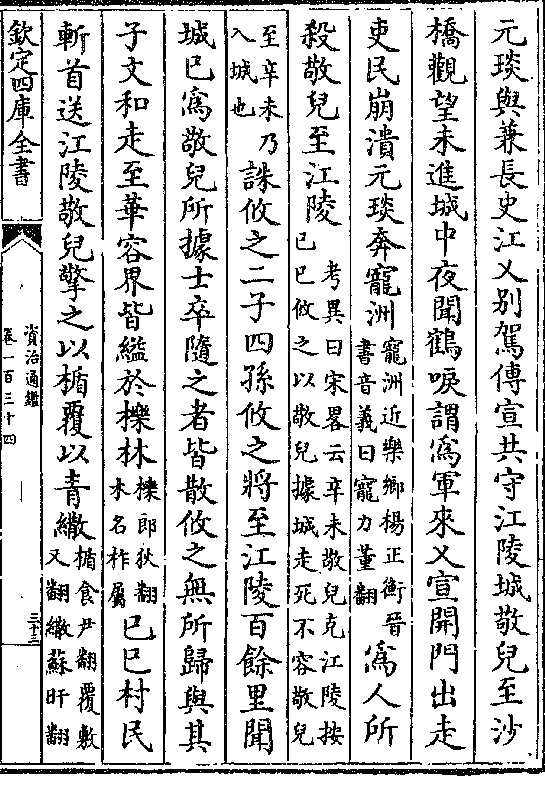 元琰與兼長史江乂别駕傅宣共守江陵城敬兒至沙
橋觀望未進城中夜聞鶴唳謂為軍來乂宣開門出走
吏民崩潰元琰奔寵洲寵洲近樂鄉楊正衡晉書音義曰寵力董翻為人所
殺敬兒至江陵考異曰宋畧云辛未敬兒克江陵按己巳攸之以敬兒據城走死不容敬兒
至辛未乃入城也誅攸之二子四孫攸之將至江陵百餘里聞
城已為敬兒所據士卒隨之者皆散攸之無所歸與其
子文和走至華容界皆縊於櫟林櫟郎狄翻木名柞屬己巳村民
斬首送江陵敬兒擎之以楯覆以青繖楯食尹翻覆敷又翻繖蘇旰翻
欽定四庫全書
資治通鑑
卷一百三十四
三十三